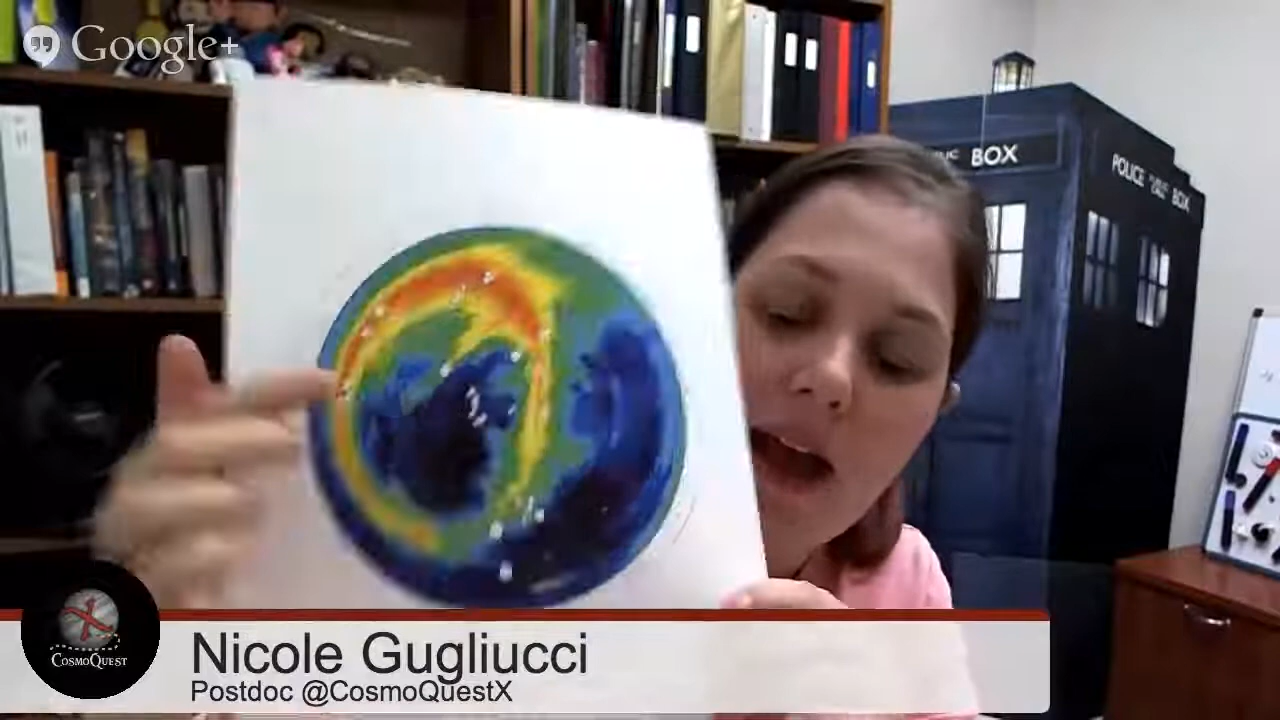 Google+
BOX
POLICE BOX
COSMOQUEST
Nicole Gugliucci
Postdoc @CosmoQuestX